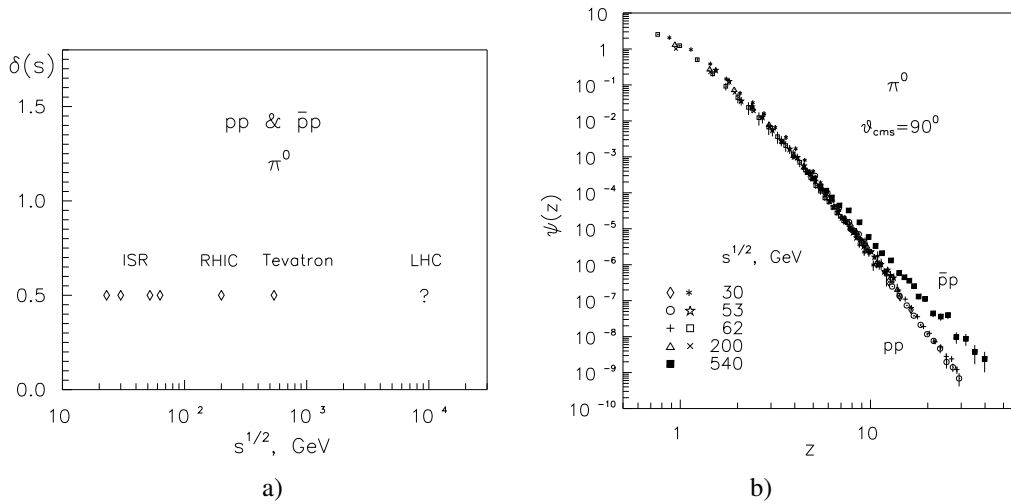 δ(s)
1.5
1.0
0.5
0.0
pp & p̄p
π⁰
ISR RHIC Tevatron LHC
?
10 10² 10³ 10⁴
s^{1/2}, GeV
a)
10
1
10⁻¹
10⁻²
10⁻³
10⁻⁴
10⁻⁵
10⁻⁶
10⁻⁷
10⁻⁸
10⁻⁹
10⁻¹⁰
ψ(z)
π⁰
ϑ_{cms}=90⁰
s^{1/2}, GeV
30
53
62
200
540
p̄p
pp
1 10
z
b)